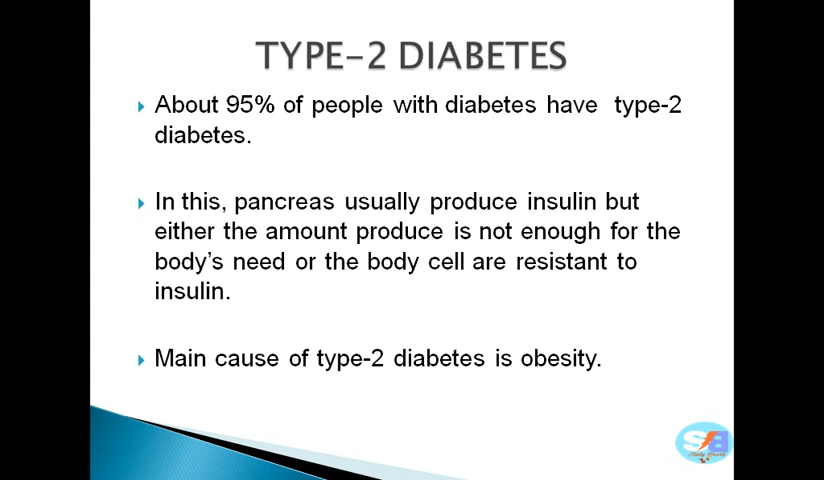 TYPE-2 DIABETES
About 95% of people with diabetes have type-2
diabetes.
In this, pancreas usually produce insulin but
either the amount produce is not enough for the
body's need or the body cell are resistant to
insulin.
Main cause of type-2 diabetes is obesity.